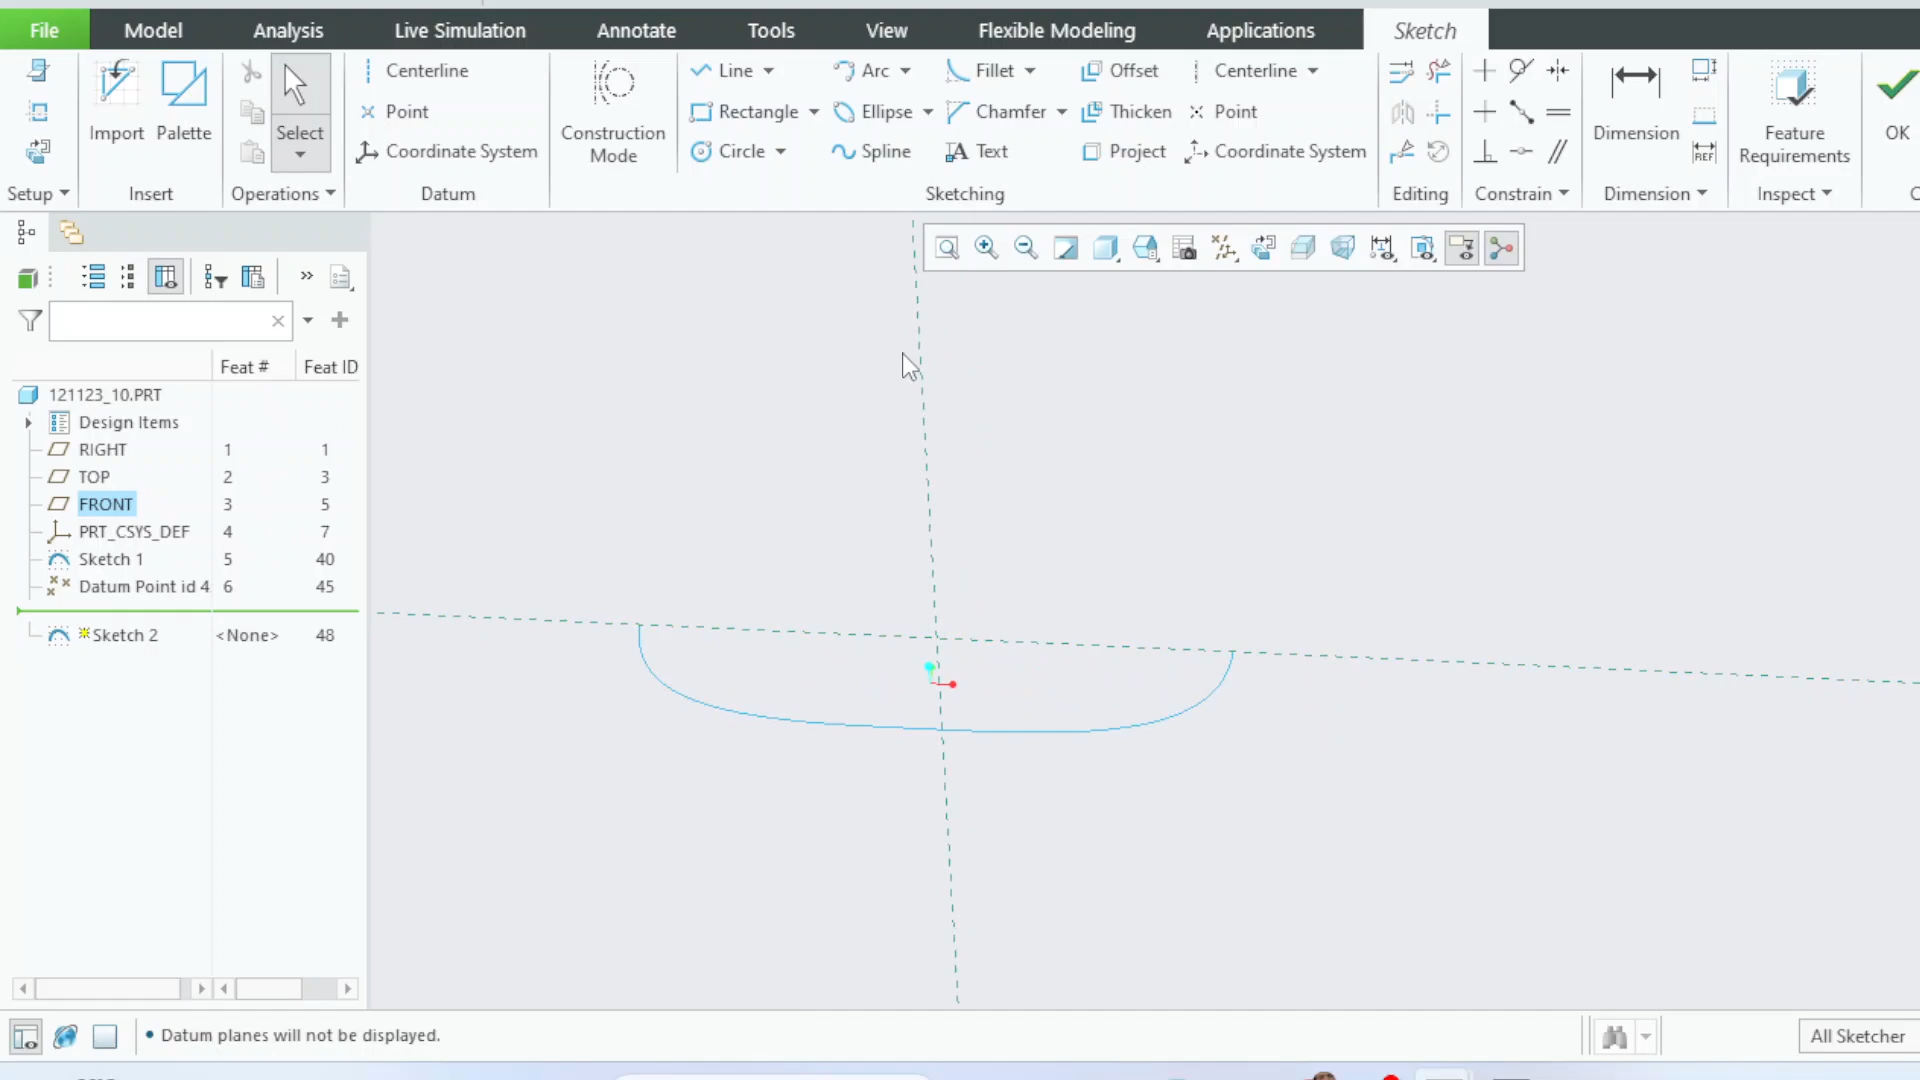 File Model Analysis Live Simulation Annotate Tools View Flexible Modeling Applications Sketch
Centerline Line Arc Fillet Offset Centerline
Point Rectangle Ellipse Chamfer Thicken Point
Import Palette Select Construction Mode Dimension Feature Requirements OK
Coordinate System Circle Spline Text Project Coordinate System REF
Setup Insert Operations Datum Sketching Editing Constrain Dimension Inspect
Feat # Feat ID
121123_10.PRT
Design Items
RIGHT 1 1
TOP 2 3
FRONT 3 5
PRT_CSYS_DEF 4 7
Sketch 1 5 40
Datum Point id 4 6 45
Sketch 2 <None> 48
• Datum planes will not be displayed.
All Sketcher